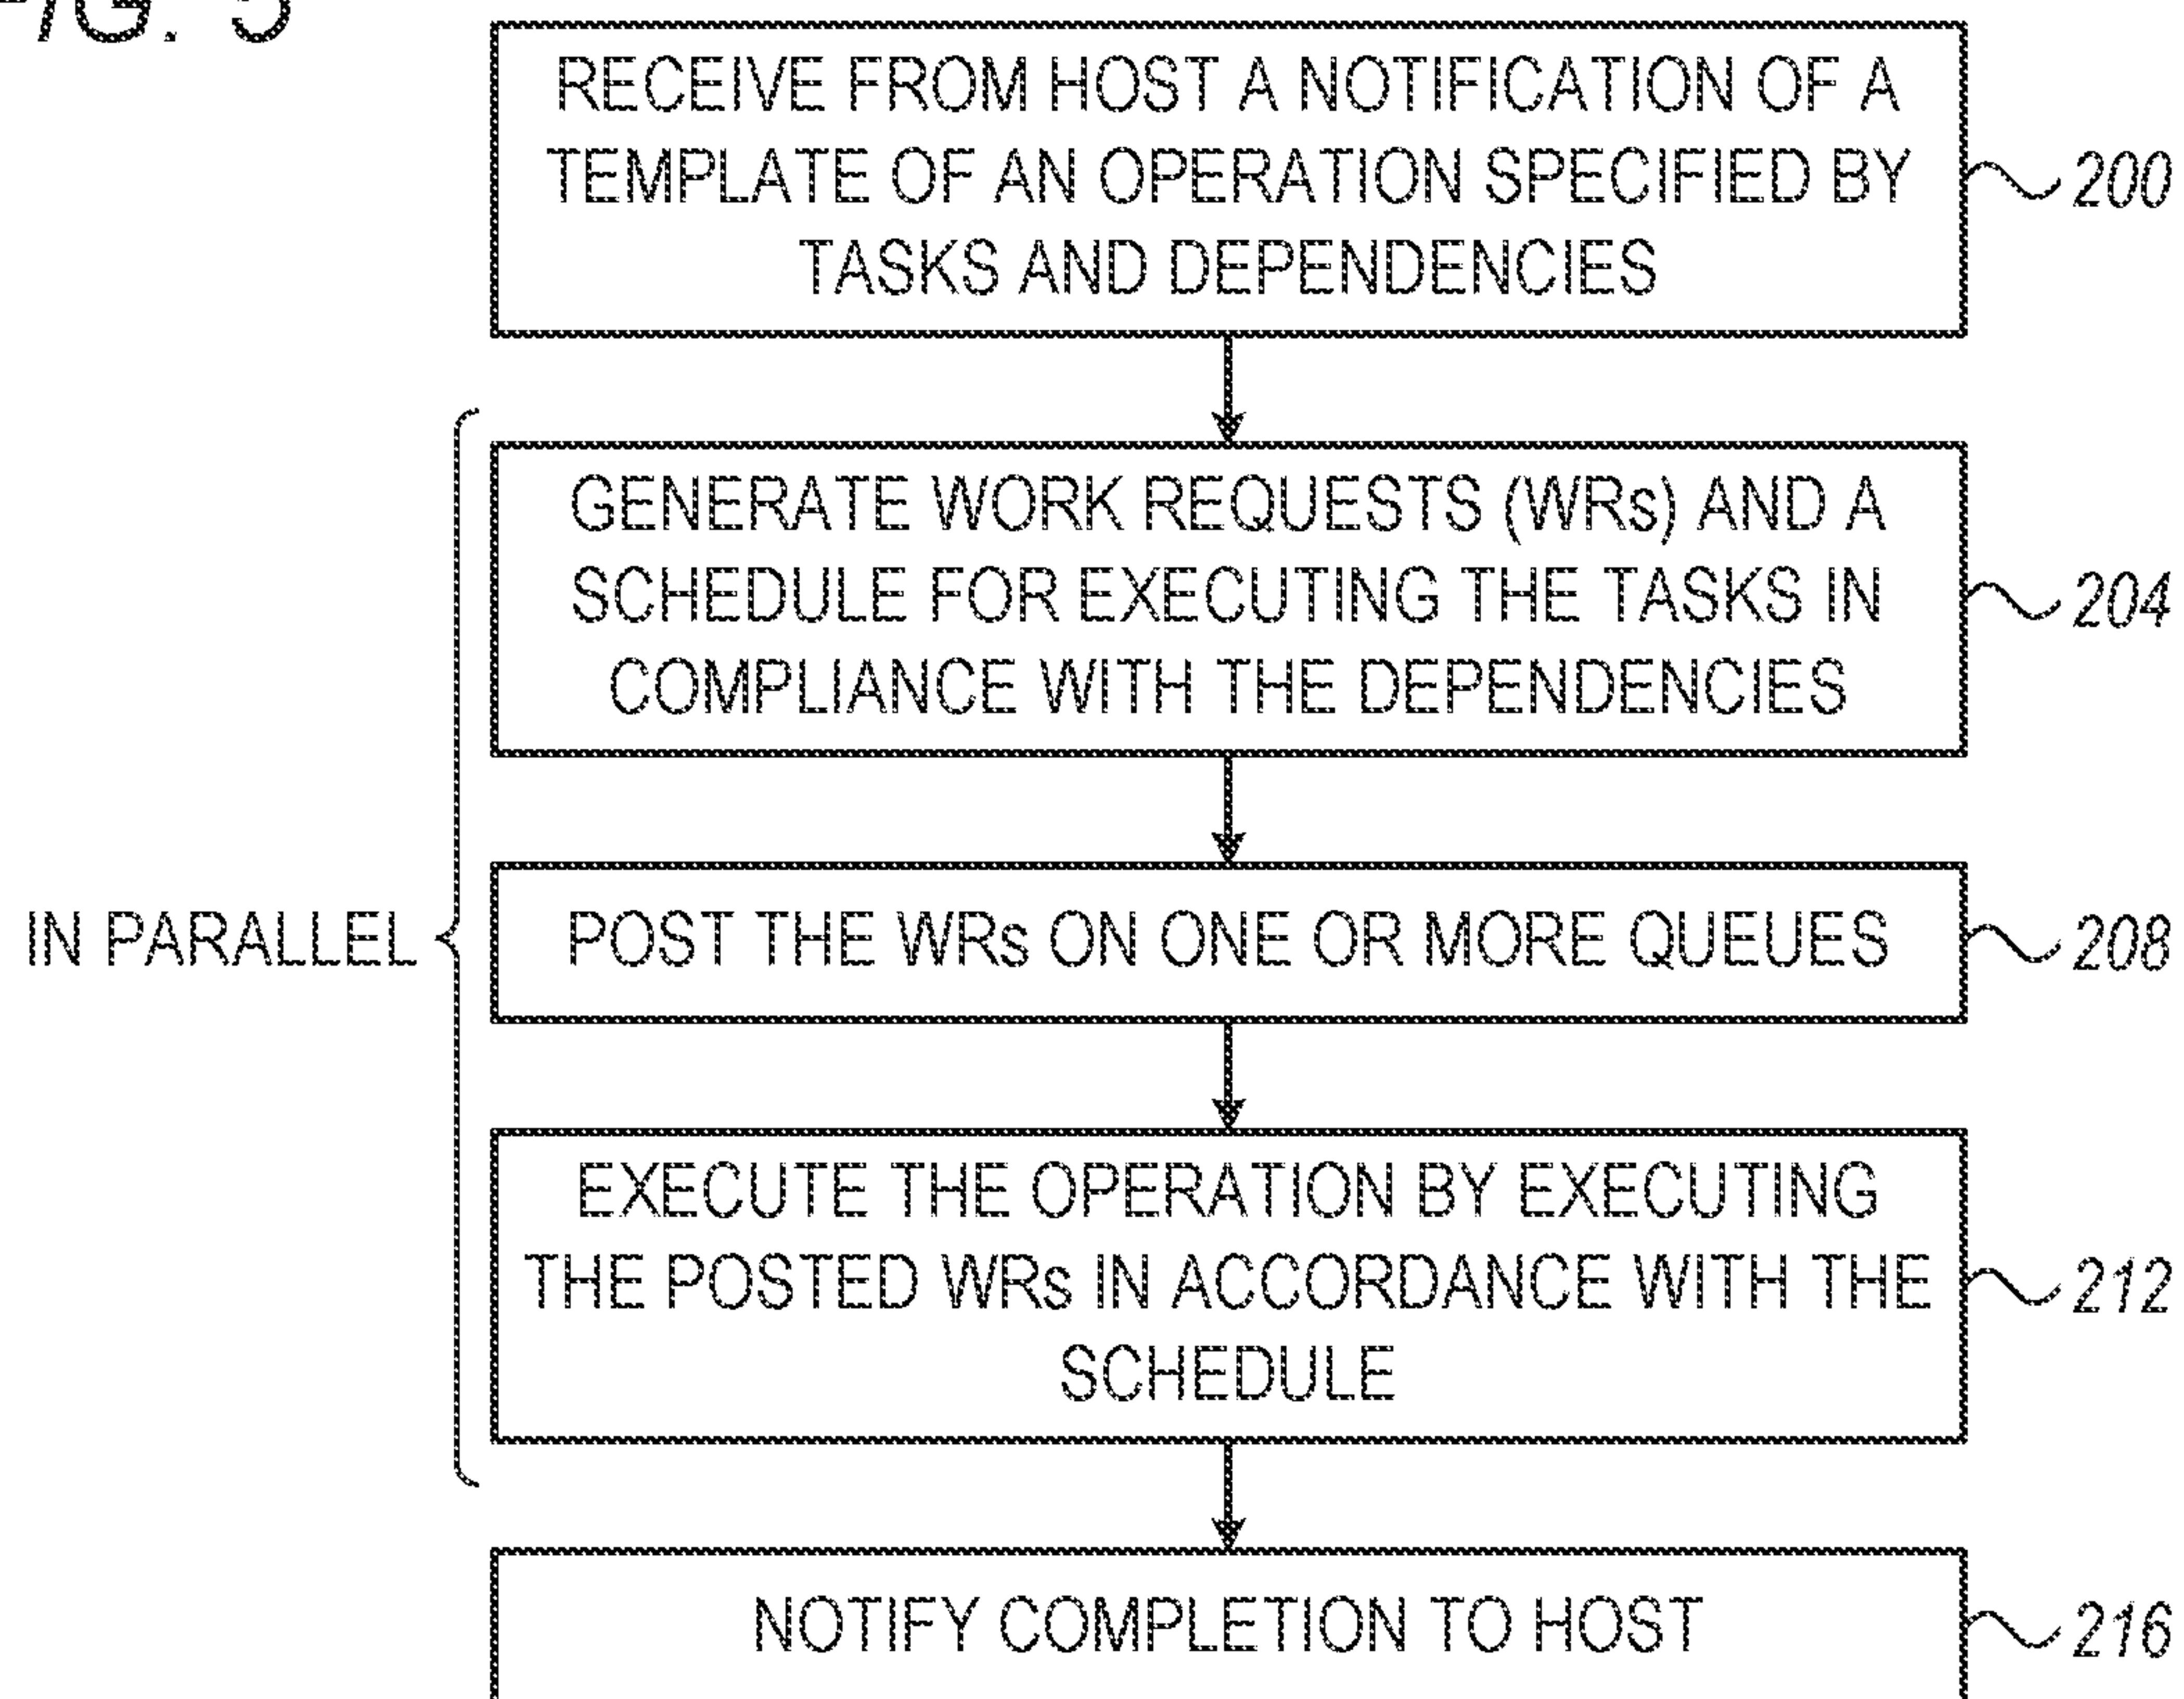 FIG. 5
RECEIVE FROM HOST A NOTIFICATION OF A
TEMPLATE OF AN OPERATION SPECIFIED BY
TASKS AND DEPENDENCIES
200
GENERATE WORK REQUESTS (WRs) AND A
SCHEDULE FOR EXECUTING THE TASKS IN
COMPLIANCE WITH THE DEPENDENCIES
204
IN PARALLEL
POST THE WRs ON ONE OR MORE QUEUES
208
EXECUTE THE OPERATION BY EXECUTING
THE POSTED WRs IN ACCORDANCE WITH THE
SCHEDULE
212
NOTIFY COMPLETION TO HOST
216